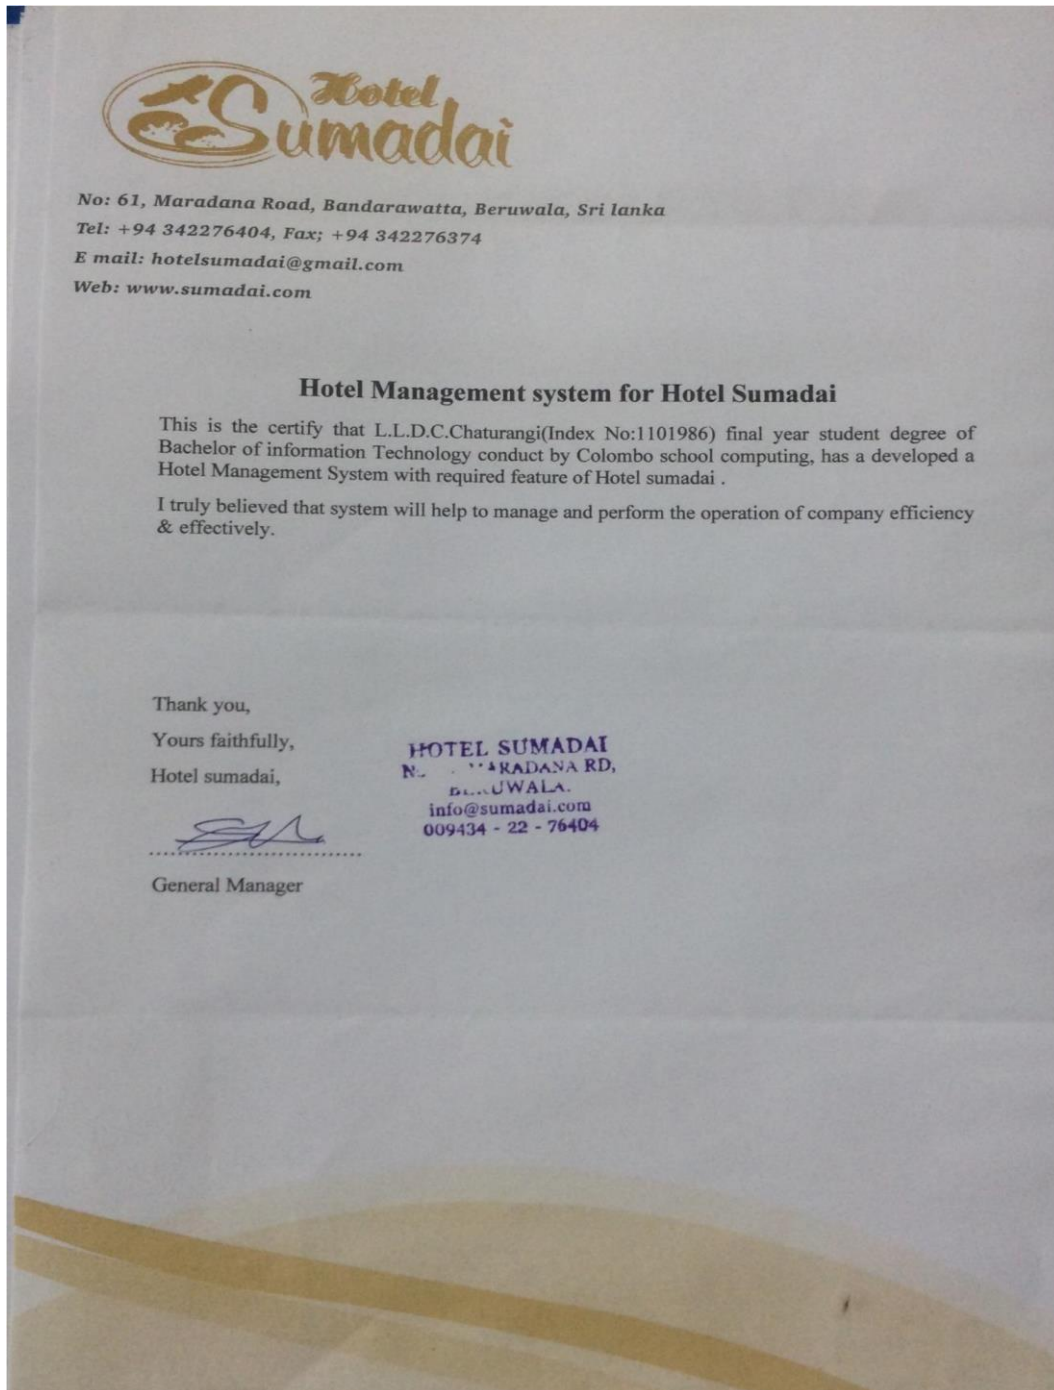 Hotel
Sumadai
No: 61, Maradana Road, Bandarawatta, Beruwala, Sri lanka
Tel: +94 342276404, Fax; +94 342276374
E mail: hotelsumadai@gmail.com
Web: www.sumadai.com
Hotel Management system for Hotel Sumadai
This is the certify that L.L.D.C.Chaturangi(Index No:1101986) final year student degree of
Bachelor of information Technology conduct by Colombo school computing, has a developed a
Hotel Management System with required feature of Hotel sumadai .
I truly believed that system will help to manage and perform the operation of company efficiency
& effectively.
Thank you,
Yours faithfully,
Hotel sumadai,
HOTEL SUMADAI
RD,
info@sumadai.com
009434 - 22 - 76404
General Manager